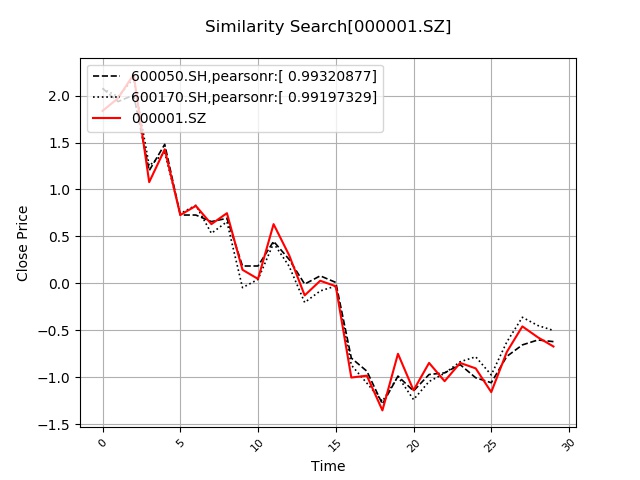 Similarity Search[000001.SZ]
600050.SH,pearsonr:[ 0.99320877]
600170.SH,pearsonr:[ 0.99197329]
000001.SZ
Close Price
2.0
1.5
1.0
0.5
0.0
−0.5
−1.0
−1.5
0
5
10
15
20
25
30
Time